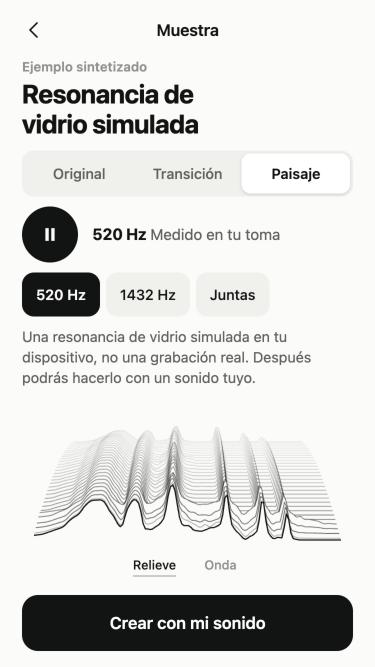 Muestra
Ejemplo sintetizado
Resonancia de
vidrio simulada
Original Transición Paisaje
520 Hz Medido en tu toma
520 Hz 1432 Hz Juntas
Una resonancia de vidrio simulada en tu
dispositivo, no una grabación real. Después
podrás hacerlo con un sonido tuyo.
Relieve Onda
Crear con mi sonido